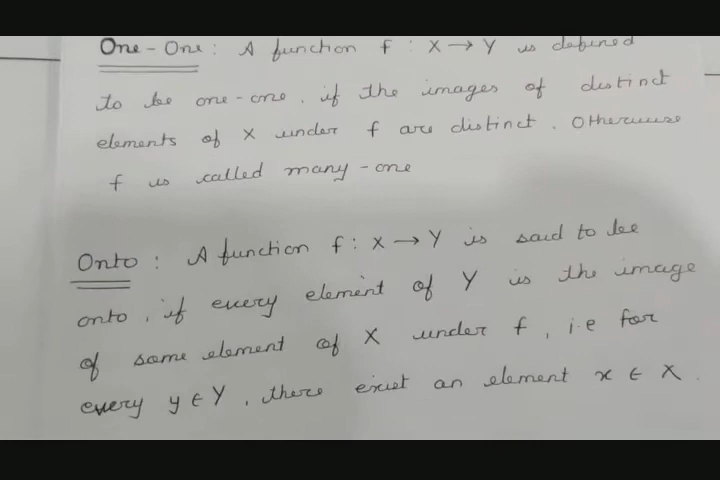 One - One : A function f : X → Y is defined
to be one-one, if the images of distinct
elements of X under f are distinct. Otherwise
f is called many-one
Onto : A function f : X → Y is said to be
onto, if every element of Y is the image
of some element of X under f, i.e for
every y ∈ Y, there exist an element x ∈ X.